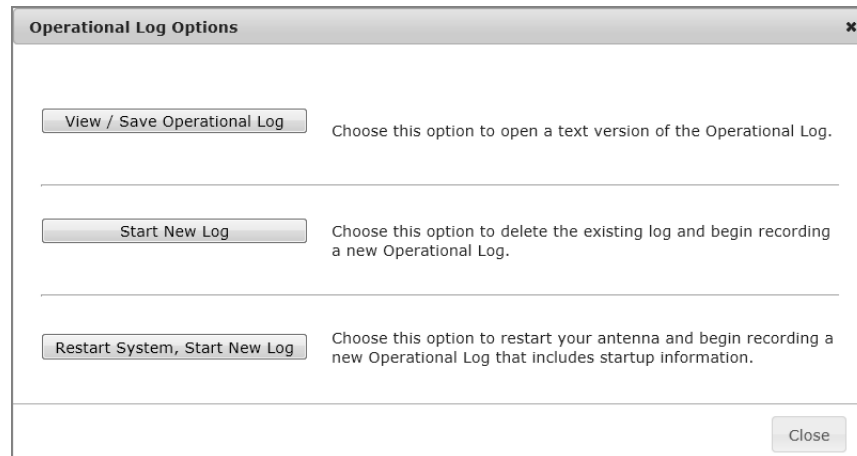 Operational Log Options
View / Save Operational Log
Choose this option to open a text version of the Operational Log.
Start New Log
Choose this option to delete the existing log and begin recording
a new Operational Log.
Restart System, Start New Log
Choose this option to restart your antenna and begin recording a
new Operational Log that includes startup information.
Close